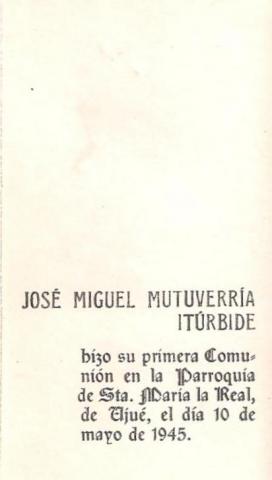 JOSÉ MIGUEL MUTUVERRÍA
ITÚRBIDE
hizo su primera Comu-
nión en la Parroquia
de Sta. María la Real,
de Ujué, el día 10 de
mayo de 1945.